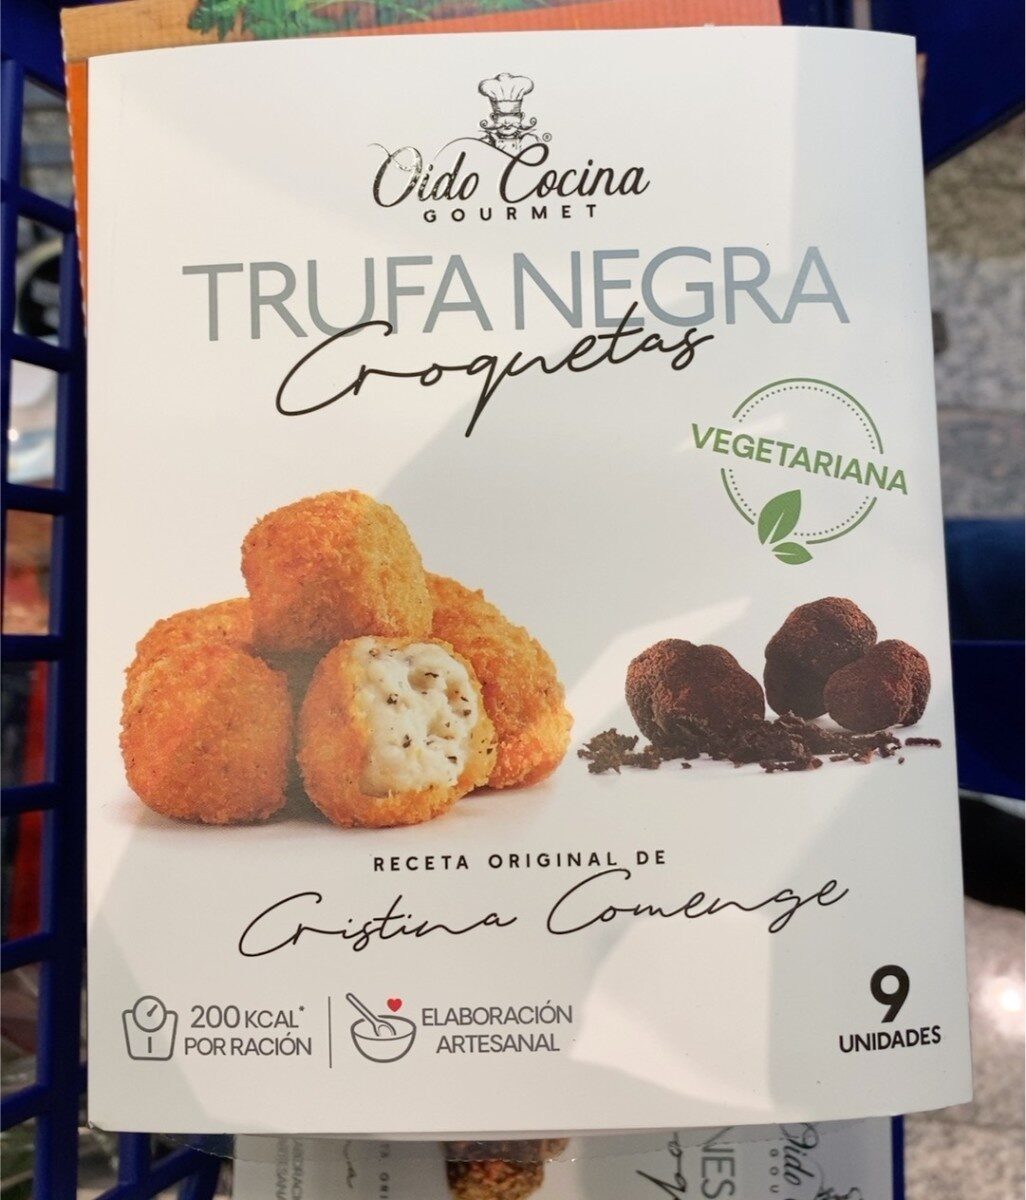 Oido Cocina®
GOURMET
TRUFA NEGRA
Croquetas
VEGETARIANA
RECETA ORIGINAL DE
Cristina Comenge
200 KCAL*
POR RACIÓN
ELABORACIÓN
ARTESANAL
9
UNIDADES
Oido